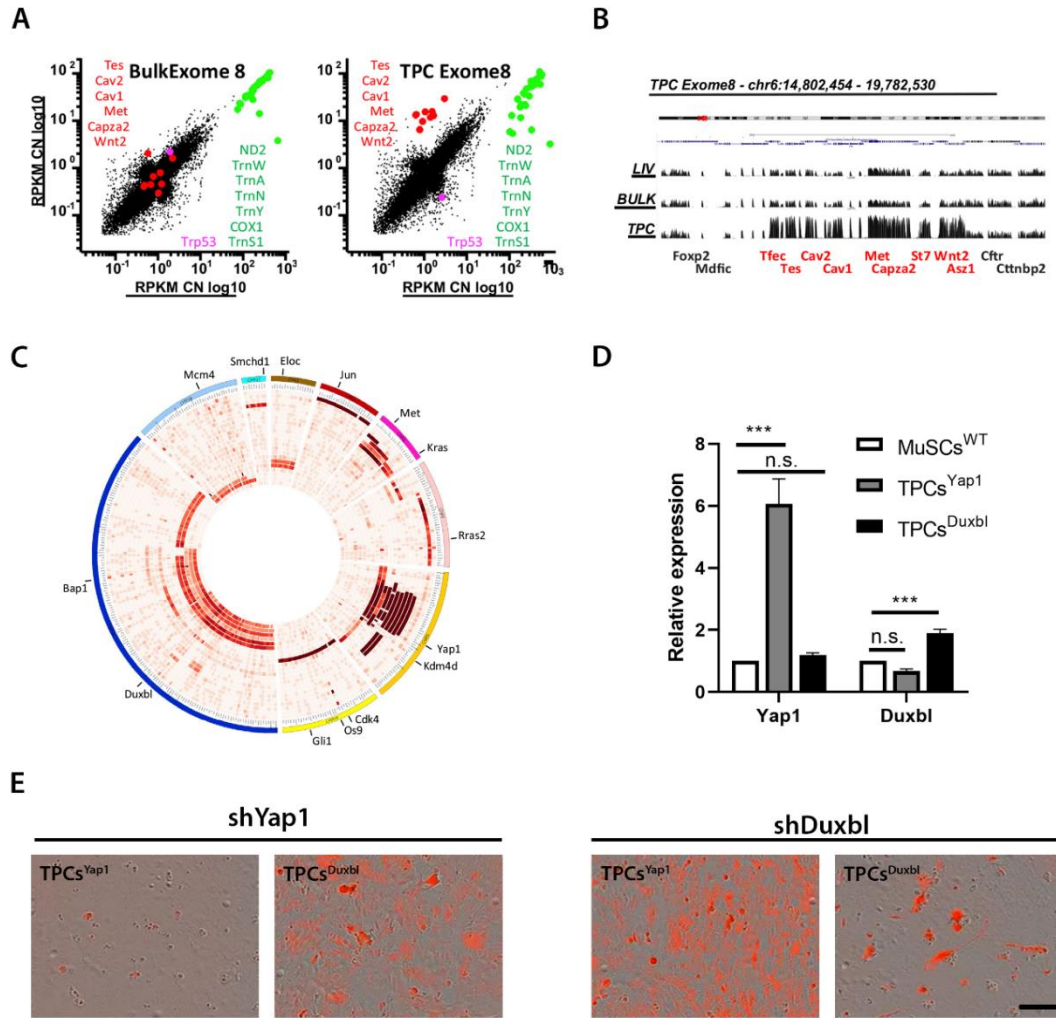 A
BulkExome 8
Tes
Cav2
Cav1
Met
Capza2
Wnt2
ND2
TrnW
TrnA
TrnN
TrnY
COX1
TrnS1
Trp53
RPKM CN log10
10²
10¹
10⁰
10⁻¹
10⁻¹
10⁰
10¹
10²
10³
RPKM CN log10
TPC Exome8
Tes
Cav2
Cav1
Met
Capza2
Wnt2
ND2
TrnW
TrnA
TrnN
TrnY
COX1
TrnS1
Trp53
10²
10¹
10⁰
10⁻¹
10⁻¹
10⁰
10¹
10²
10³
RPKM CN log10
B
TPC Exome8 - chr6:14,802,454 - 19,782,530
LIV
BULK
TPC
Foxp2
Mdfic
Tfec
Tes
Cav2
Cav1
Met
Capza2
St7
Wnt2
Asz1
Cftr
Cttnbp2
C
Smchd1
Eloc
Jun
Mcm4
Met
Kras
Rras2
Bap1
Yap1
Kdm4d
Duxbl
Cdk4
Os9
Gli1
D
Relative expression
8
6
4
2
0
***
n.s.
n.s.
***
Yap1
Duxbl
MuSCs^WT
TPCs^Yap1
TPCs^Duxbl
E
shYap1
TPCs^Yap1
TPCs^Duxbl
shDuxbl
TPCs^Yap1
TPCs^Duxbl